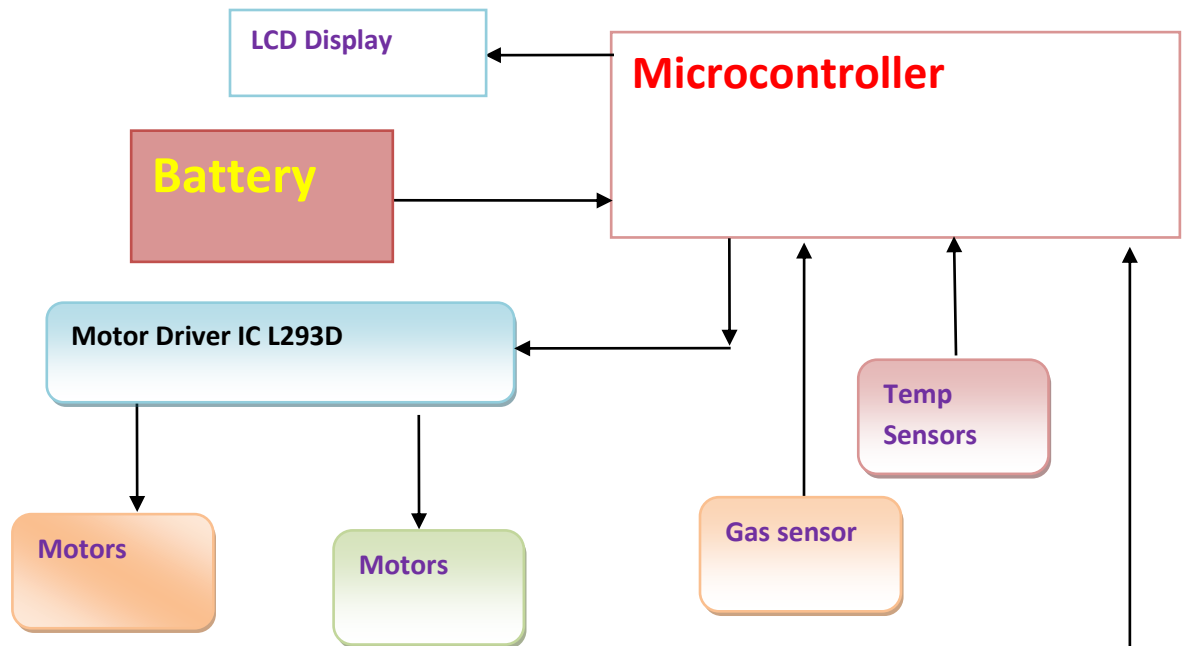 LCD Display
Microcontroller
Battery
Motor Driver IC L293D
Temp
Sensors
Gas sensor
Motors
Motors